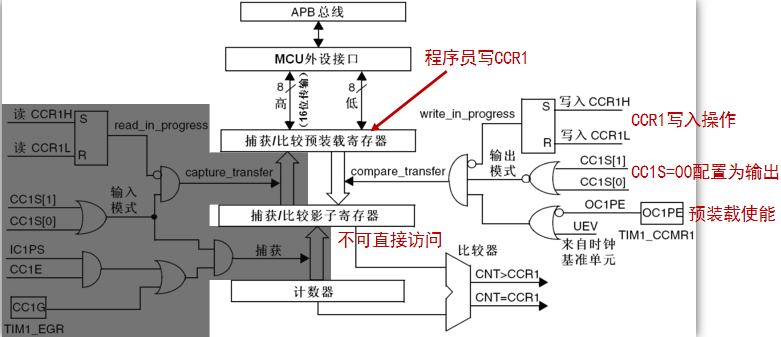 APB总线
MCU外设接口
程序员写CCR1
8
高
(16位传输)
8
低
读 CCR1H
S
read_in_progress
读 CCR1L
R
捕获/比较预装载寄存器
write_in_progress
S
写入 CCR1H
R
写入 CCR1L
CCR1写入操作
CC1S[1]
CC1S[0]
输入
模式
capture_transfer
compare_transfer
输出
模式
CC1S[1]
CC1S[0]
CC1S=00配置为输出
捕获/比较影子寄存器
不可直接访问
OC1PE
OC1PE
预装载使能
UEV
TIM1_CCMR1
来自时钟
基准单元
IC1PS
CC1E
捕获
比较器
CNT>CCR1
CNT=CCR1
计数器
CC1G
TIM1_EGR